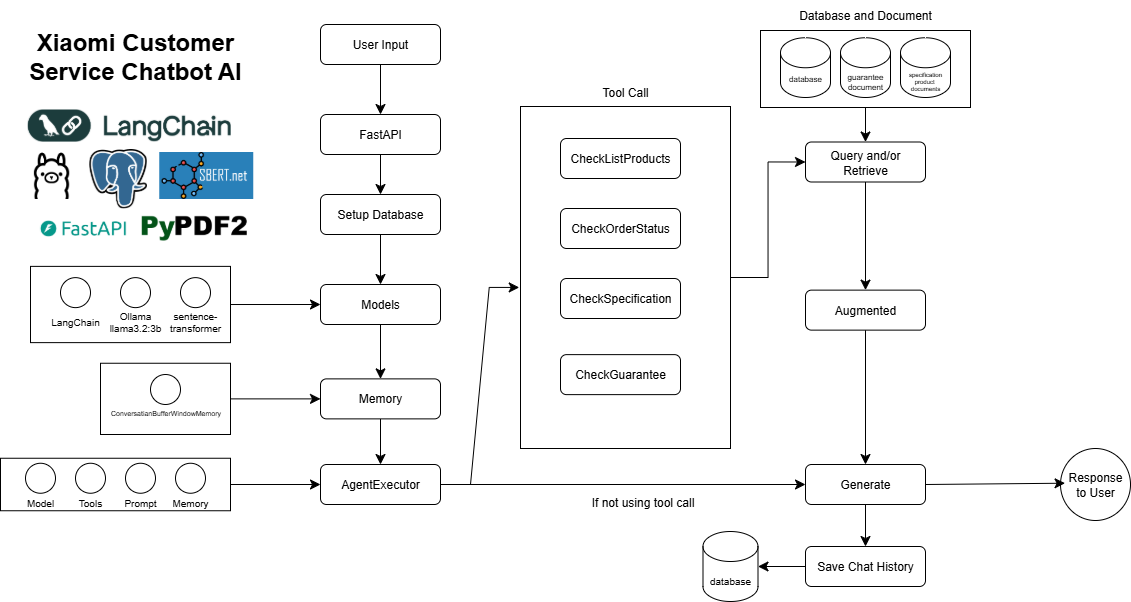 Xiaomi Customer
Service Chatbot AI
LangChain
SBERT.net
FastAPI
PyPDF2
User Input
FastAPI
Setup Database
Models
LangChain
Ollama
llama3.2:3b
sentence-
transformer
Memory
ConversatianBufferWindowMemory
AgentExecutor
Model
Tools
Prompt
Memory
Tool Call
CheckListProducts
CheckOrderStatus
CheckSpecification
CheckGuarantee
If not using tool call
Database and Document
database
guarantee
document
specification
product
documents
Query and/or
Retrieve
Augmented
Generate
Response
to User
Save Chat History
database